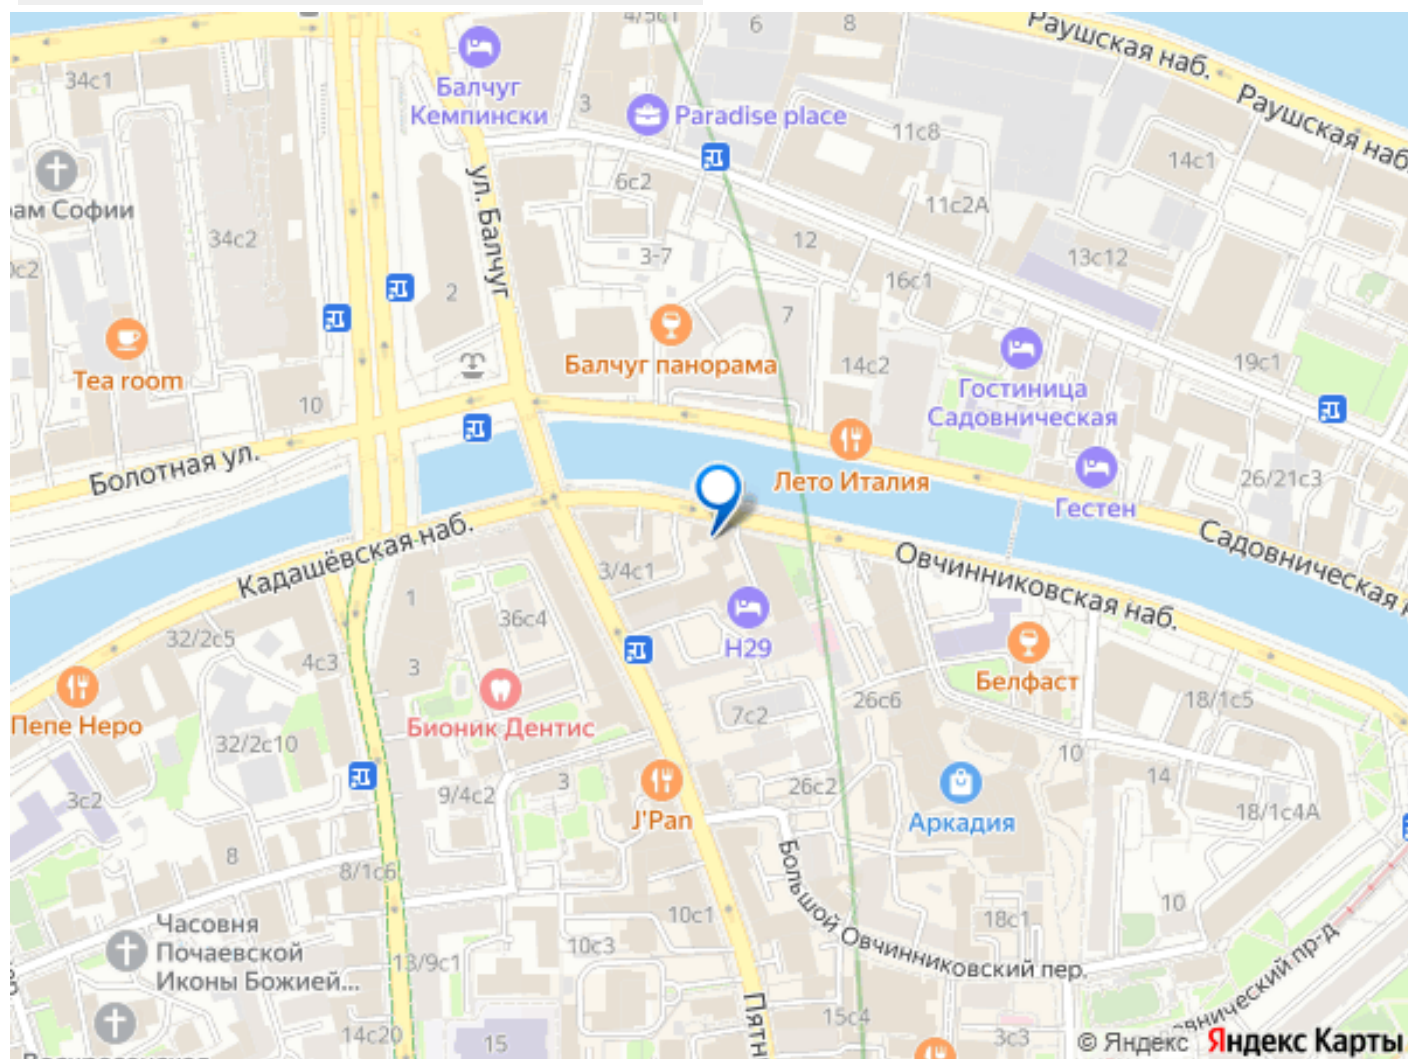 4/5с1
6
8
Раушская наб.
34с1
Балчуг
Кемпински
3
Paradise place
11с8
Раушская наб.
14с1
ул. Балчуг
6с2
11с2А
ам Софии
34с2
12
3-7
13с12
0с2
16с1
2
7
Tea room
Балчуг панорама
14с2
Гостиница
Садовническая
19с1
10
Болотная ул.
Лето Италия
26/21с3
Гестен
Кадашёвская наб.
Овчинниковская наб.
Садовническая н
3/4с1
1
36с4
32/2с5
4с3
3
Н29
Белфаст
Пепе Неро
Бионик Дентис
26с6
18/1с5
7с2
32/2с10
10
14
3с2
9/4с2
3
26с2
J'Pan
Аркадия
18/1с4А
8
8/1с6
Большой Овчинниковский пер.
10с1
18с1
10
Часовня
Почаевской
Иконы Божией...
10с3
13/9с1
внический пр-д
Пятн
14с20
15
15с4
3с3
© Яндекс Яндекс Карты